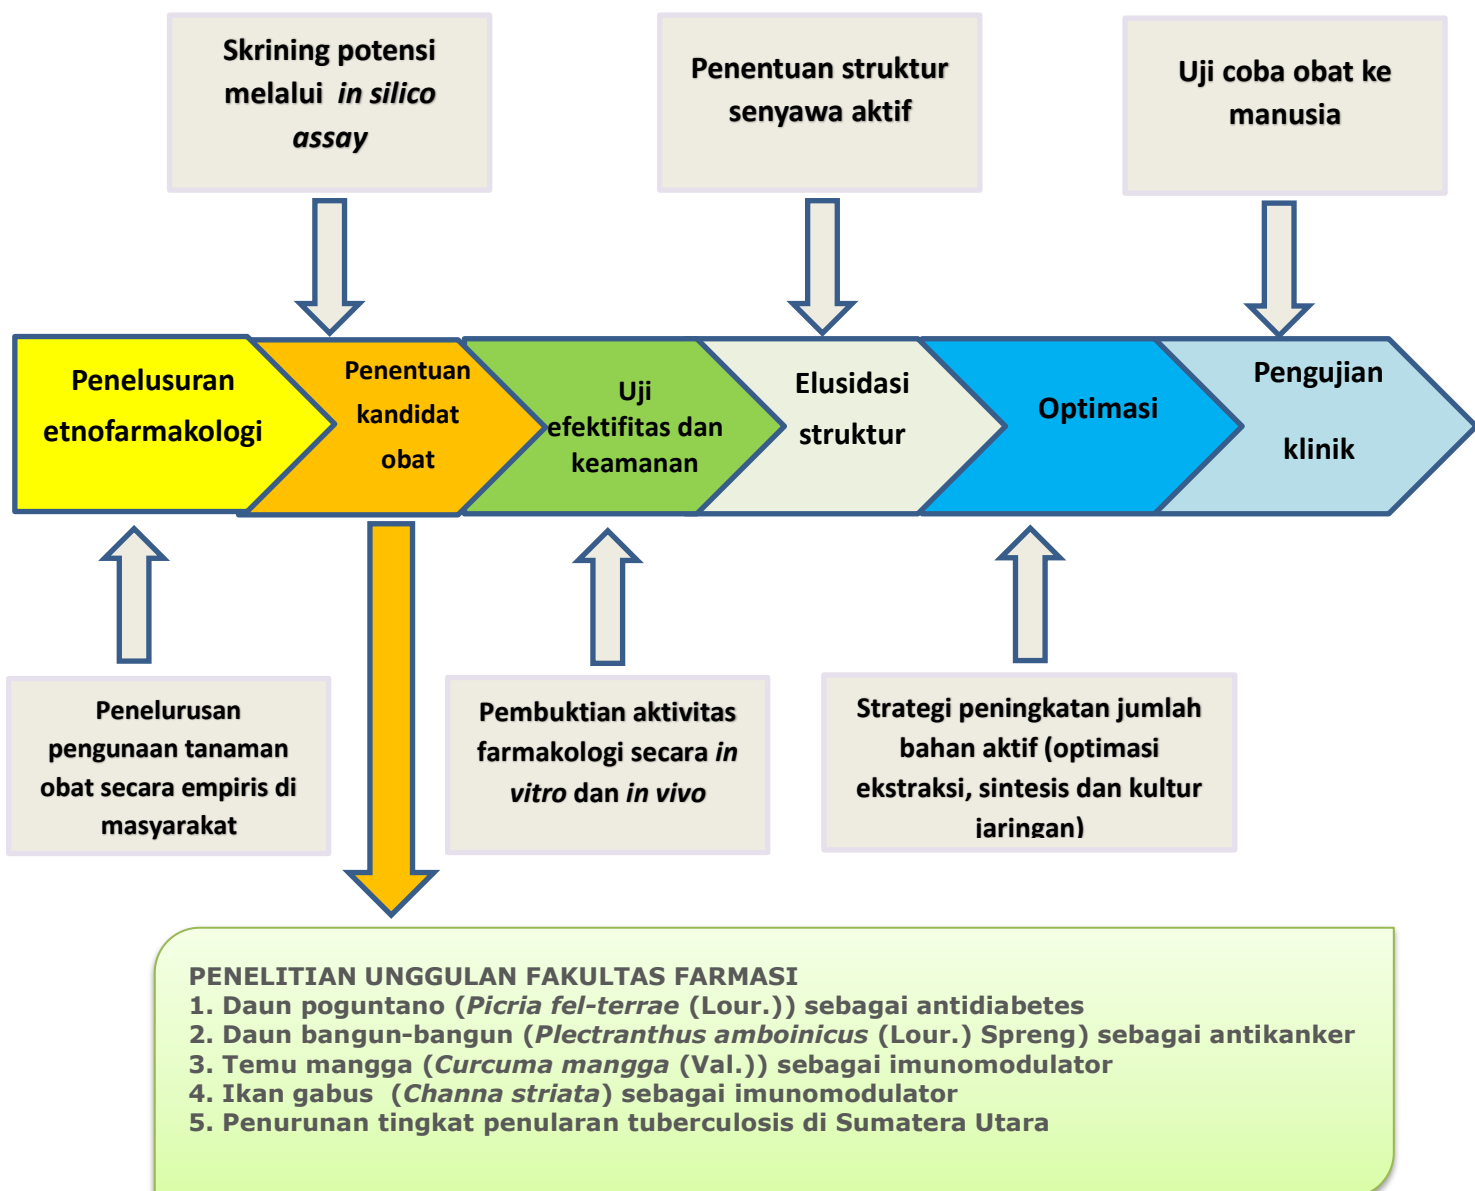 Skrining potensi
melalui in silico
assay
Penentuan struktur
senyawa aktif
Uji coba obat ke
manusia
Penelusuran
etnofarmakologi
Penentuan
kandidat
obat
Uji
efektifitas dan
keamanan
Elusidasi
struktur
Optimasi
Pengujian
klinik
Penelurusan
pengunaan tanaman
obat secara empiris di
masyarakat
Pembuktian aktivitas
farmakologi secara in
vitro dan in vivo
Strategi peningkatan jumlah
bahan aktif (optimasi
ekstraksi, sintesis dan kultur
jaringan)
PENELITIAN UNGGULAN FAKULTAS FARMASI
1. Daun poguntano (Picria fel-terrae (Lour.)) sebagai antidiabetes
2. Daun bangun-bangun (Plectranthus amboinicus (Lour.) Spreng) sebagai antikanker
3. Temu mangga (Curcuma mangga (Val.)) sebagai imunomodulator
4. Ikan gabus (Channa striata) sebagai imunomodulator
5. Penurunan tingkat penularan tuberculosis di Sumatera Utara